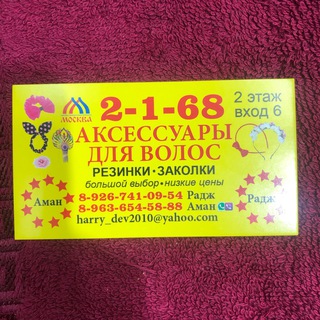 МОСКВА
2-1-68
2 этаж
вход 6
АКСЕССУАРЫ
ДЛЯ ВОЛОС
РЕЗИНКИ • ЗАКОЛКИ
большой выбор • низкие цены
8-926-741-09-54 Радж
8-963-654-58-88 Аман
harry_dev2010@yahoo.com
Аман
Радж